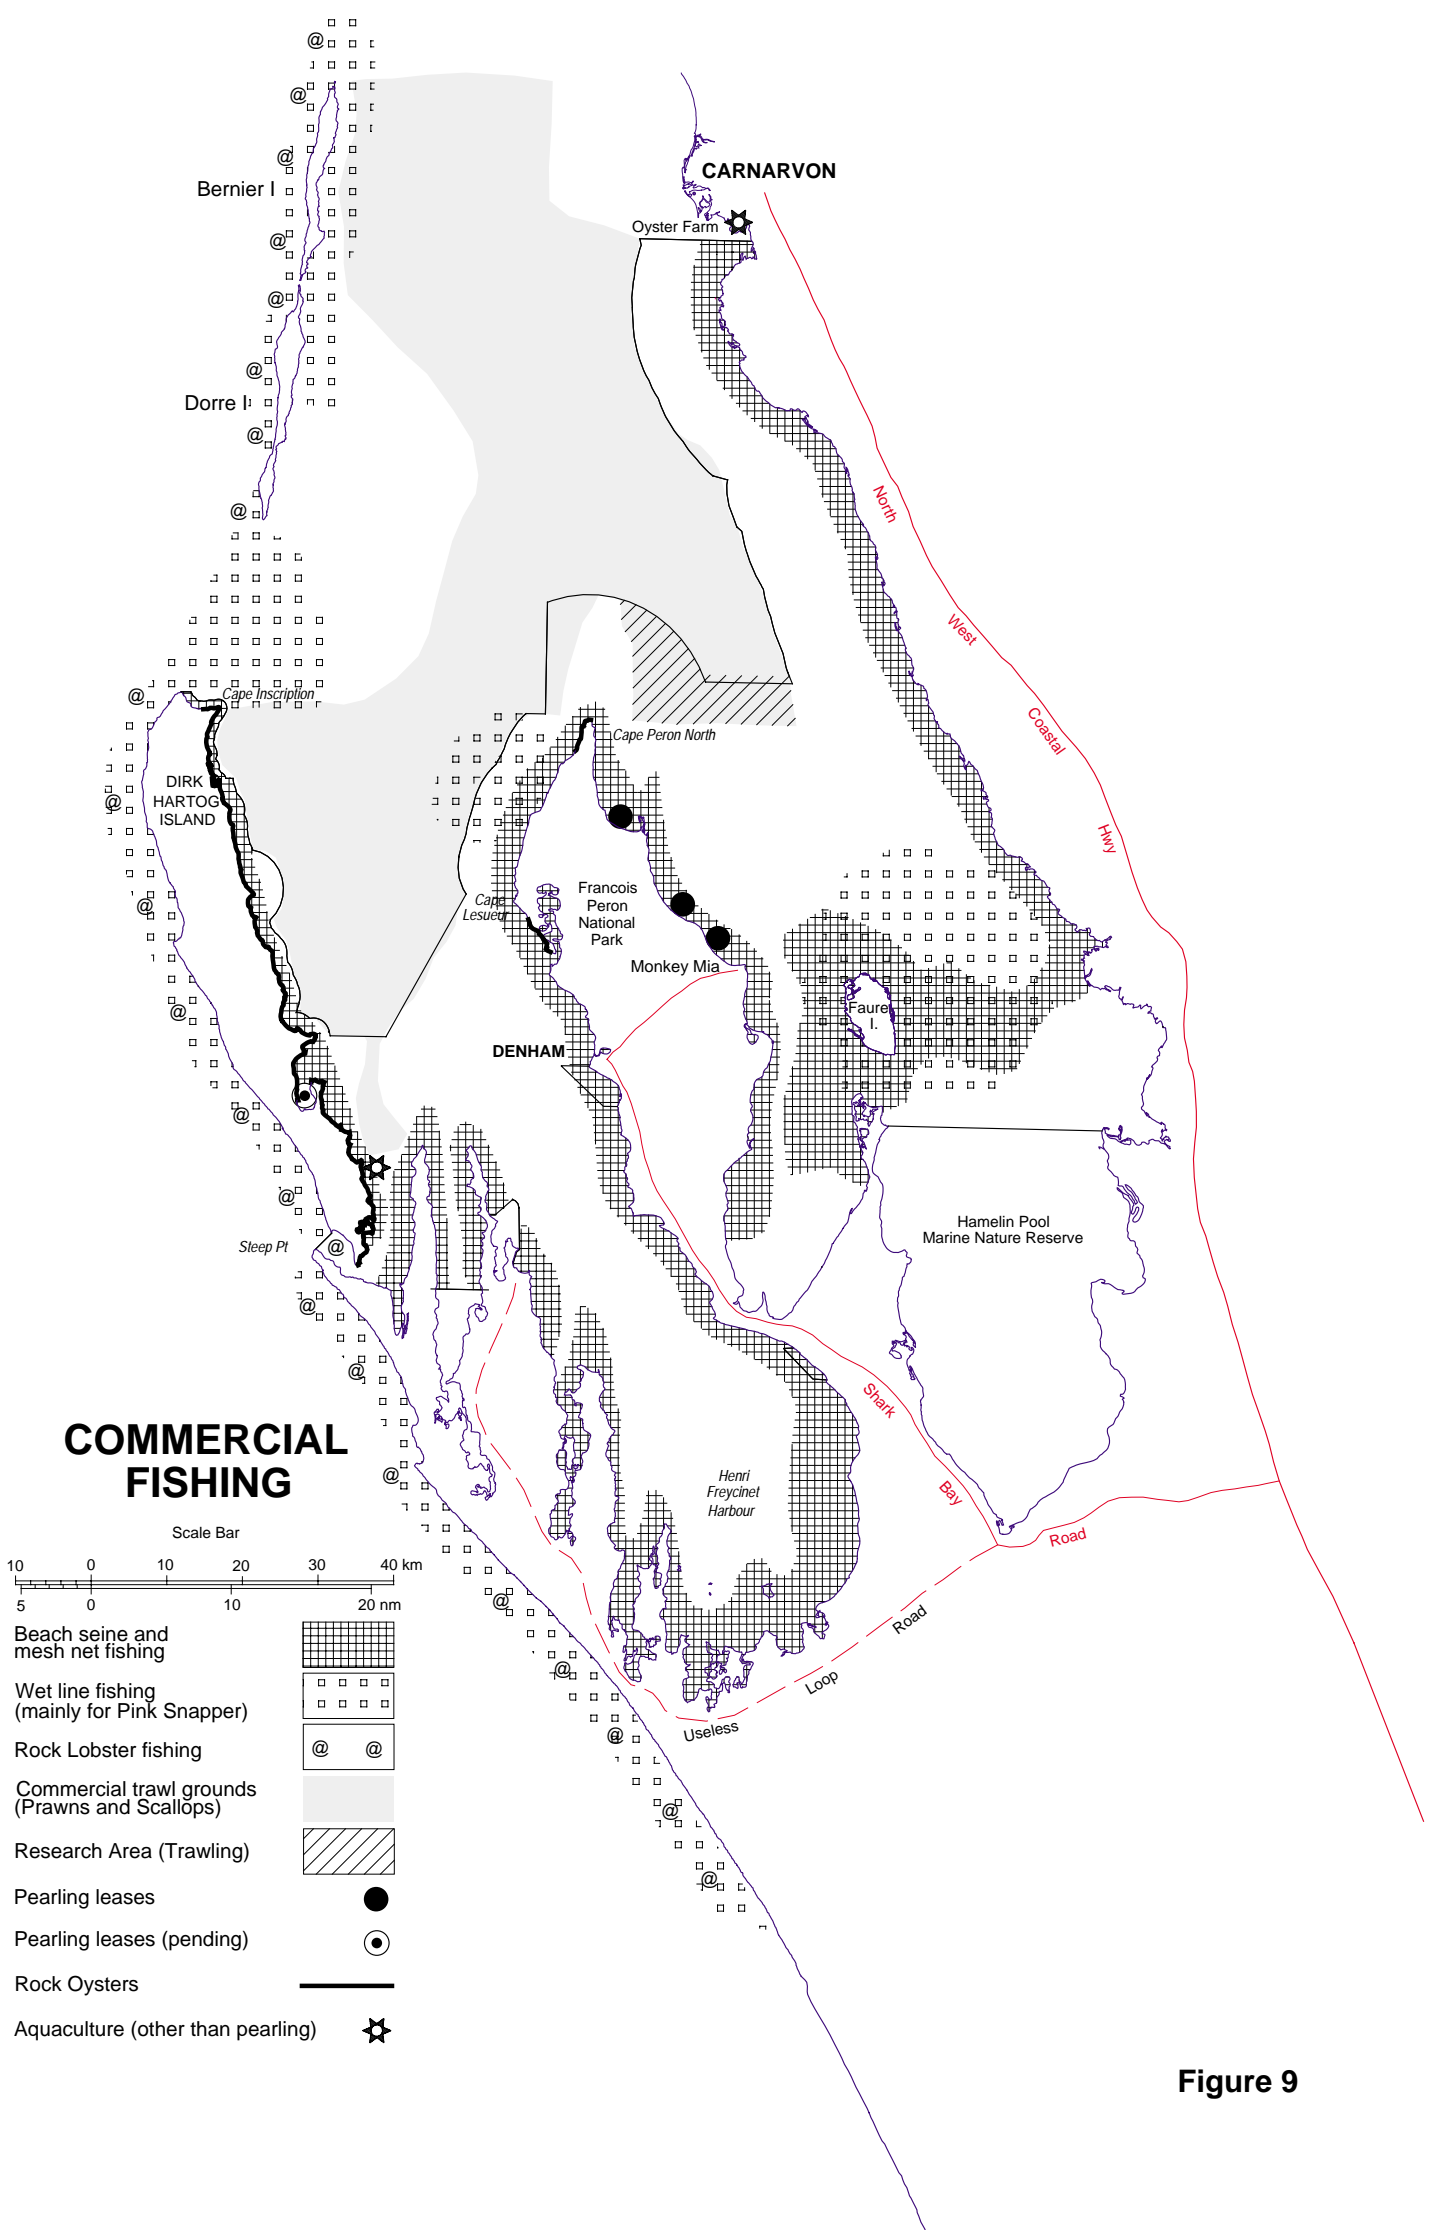 CARNARVON
Bernier I
Oyster Farm
Dorre I
North
West
Coastal
Hwy
Cape Inscription
Cape Peron North
DIRK
HARTOG
ISLAND
Cape
Lesueur
Francois
Peron
National
Park
Monkey Mia
Faure
I.
DENHAM
Steep Pt
Hamelin Pool
Marine Nature Reserve
Shark
Bay
Road
Henri
Freycinet
Harbour
Useless
Loop
Road
COMMERCIAL
FISHING
Scale Bar
10 0 10 20 30 40 km
5 0 10 20 nm
Beach seine and
mesh net fishing
Wet line fishing
(mainly for Pink Snapper)
Rock Lobster fishing
@ @
Commercial trawl grounds
(Prawns and Scallops)
Research Area (Trawling)
Pearling leases
Pearling leases (pending)
Rock Oysters
Aquaculture (other than pearling)
Figure 9